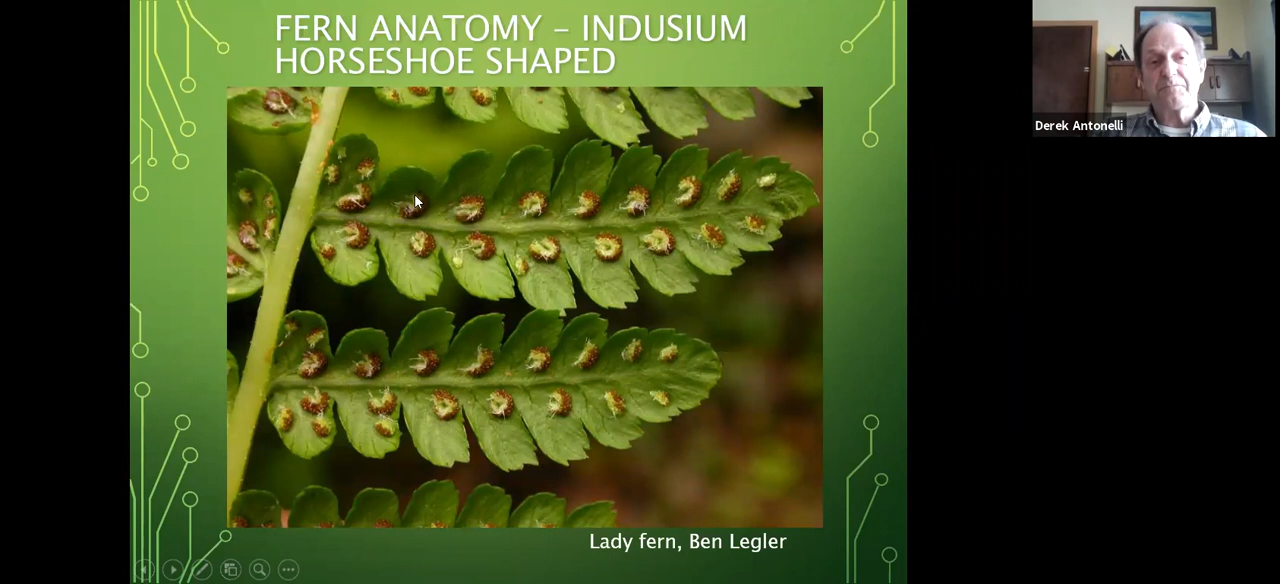 FERN ANATOMY – INDUSIUM
HORSESHOE SHAPED
Derek Antonelli
Lady fern, Ben Legler